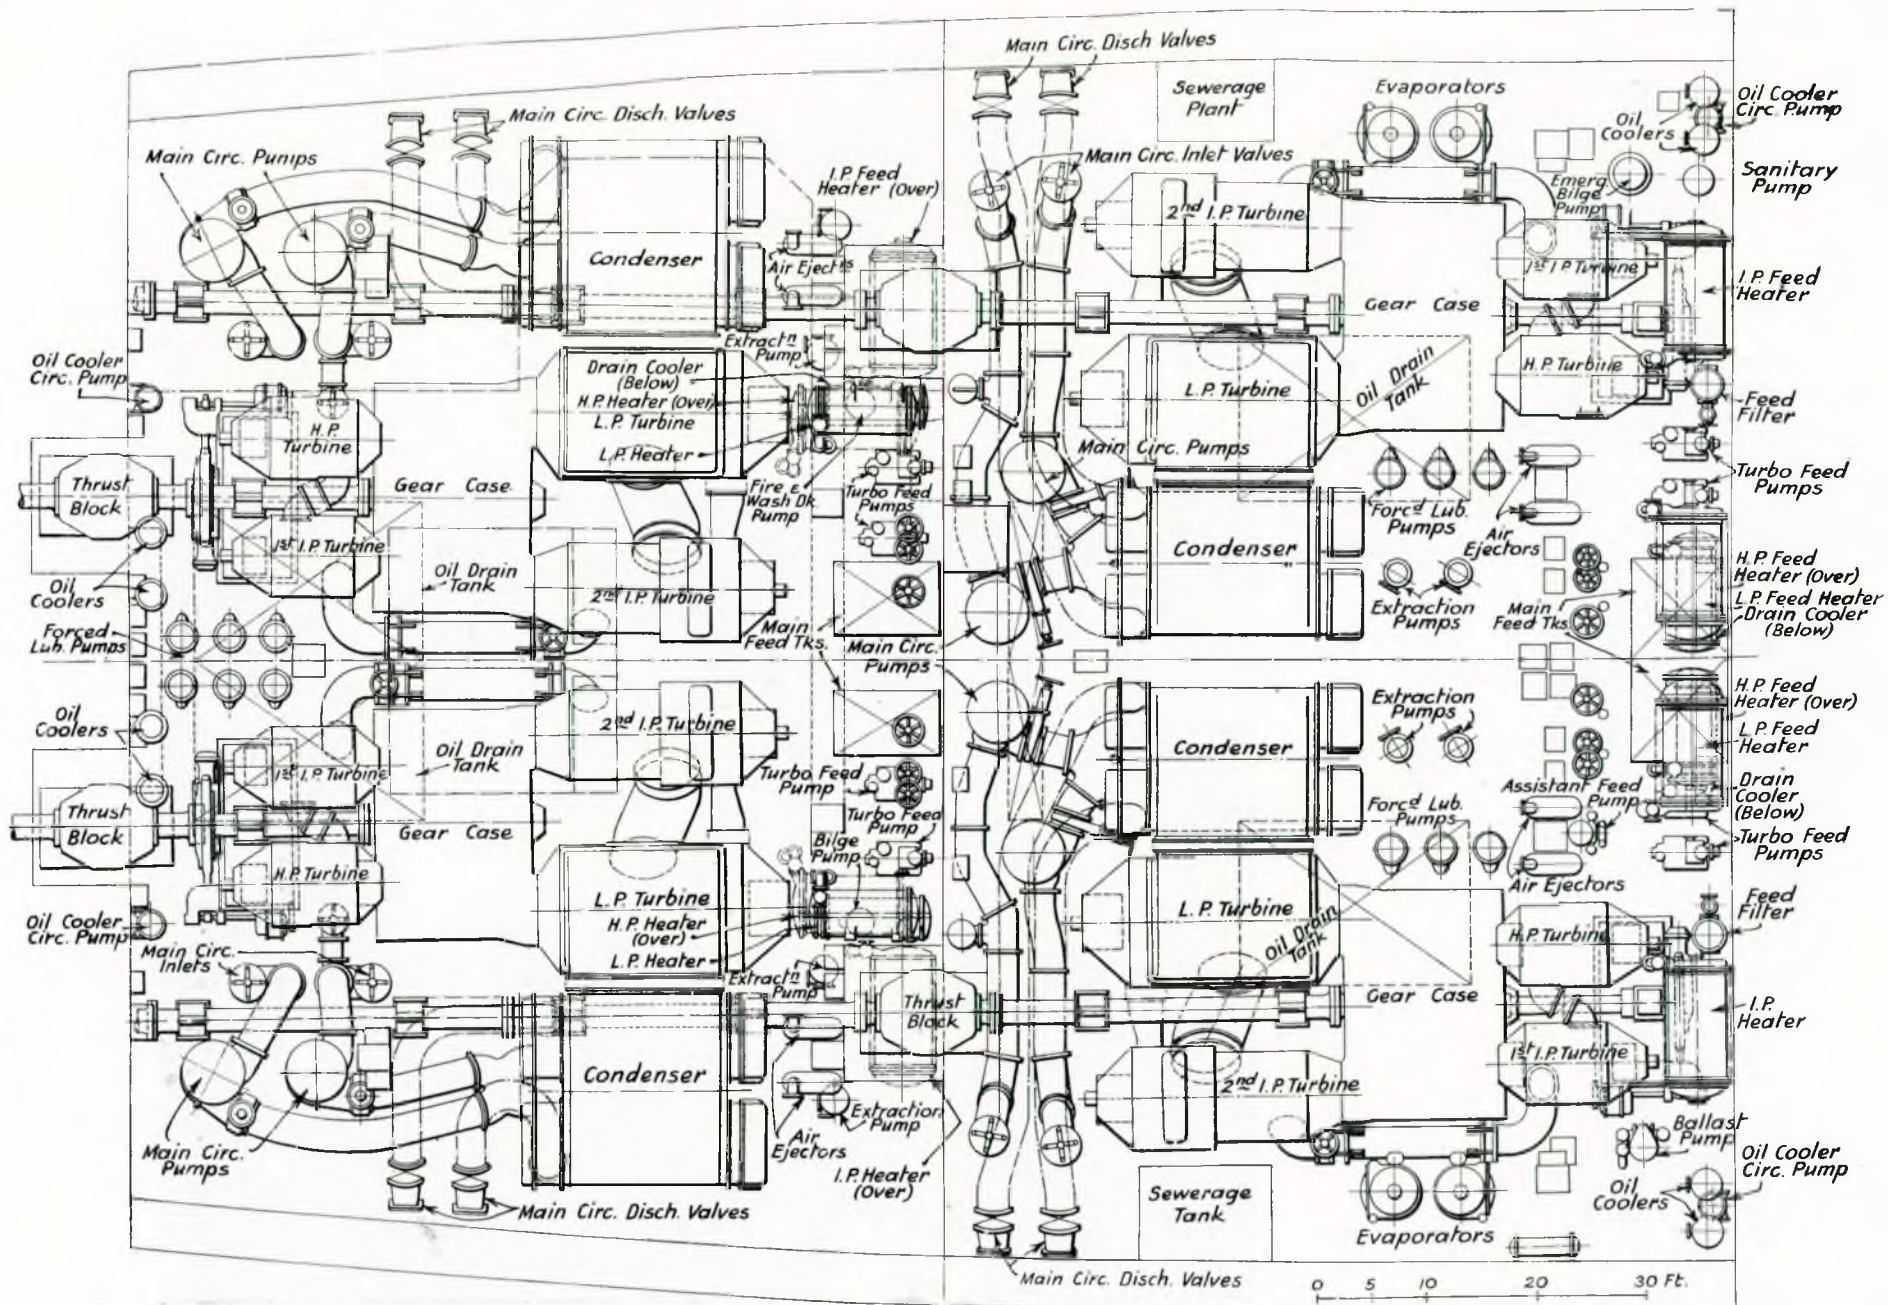 Main Circ. Disch Valves
Sewerage
Plant
Evaporators
Oil Cooler
Circ. Pump
Oil
Coolers
Main Circ. Disch. Valves
Main Circ. Pumps
I.P. Feed
Heater (Over)
Main Circ. Inlet Valves
Sanitary
Pump
Emerg.
Bilge
Pump
2nd I.P. Turbine
Condenser
Air Eject^rs
1st I.P. Turbine
I.P. Feed
Heater
Gear Case
Extract^n
Pump
Oil Cooler
Circ. Pump
Drain Cooler
(Below)
H.P. Heater (Over)
L.P. Turbine
L.P. Heater
L.P. Turbine
Oil Drain
Tank
H.P. Turbine
Feed
Filter
H.P.
Turbine
Main Circ. Pumps
Thrust
Block
Gear Case
Fire &
Wash Dk.
Pump
Turbo Feed
Pumps
Forc^d Lub.
Pumps
Air
Ejectors
Turbo Feed
Pumps
1st I.P. Turbine
Condenser
Oil Drain
Tank
Oil
Coolers
2nd I.P. Turbine
H.P. Feed
Heater (Over)
L.P. Feed Heater
Drain Cooler
(Below)
Extraction
Pumps
Main
Feed Tks.
Forced
Lub. Pumps
Main
Feed Tks.
Main Circ.
Pumps
Oil
Coolers
2nd I.P. Turbine
Extraction
Pumps
H.P. Feed
Heater (Over)
L.P. Feed
Heater
Condenser
Oil Drain
Tank
1st I.P. Turbine
Turbo Feed
Pump
Assistant Feed
Pump
Drain
Cooler
(Below)
Thrust
Block
Gear Case
Turbo Feed
Pump
Bilge
Pump
Forc^d Lub.
Pumps
Turbo Feed
Pumps
H.P. Turbine
Air Ejectors
L.P. Turbine
H.P. Heater
(Over)
L.P. Heater
L.P. Turbine
Oil Drain
Tank
Feed
Filter
Oil Cooler
Circ. Pump
Main Circ.
Inlets
H.P. Turbine
Extract^n
Pump
Thrust
Block
Gear Case
I.P.
Heater
Condenser
1st I.P. Turbine
2nd I.P. Turbine
Extraction
Pump
Air
Ejectors
Main Circ.
Pumps
I.P. Heater
(Over)
Ballast
Pump
Oil Cooler
Circ. Pump
Oil
Coolers
Sewerage
Tank
Main Circ. Disch. Valves
Evaporators
Main Circ. Disch. Valves
0 5 10 20 30 Ft.